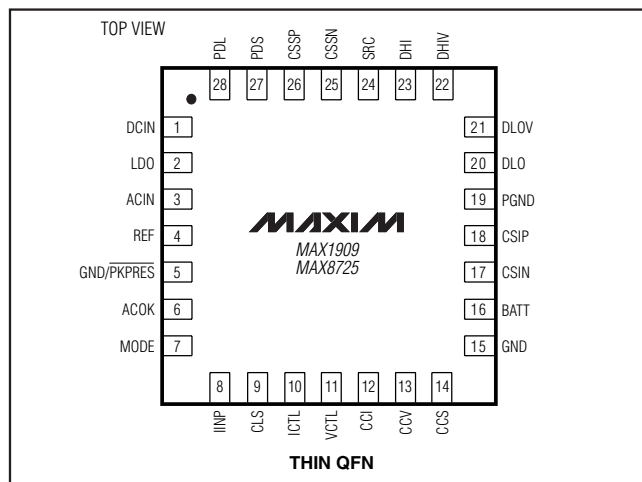 TOP VIEW
PDL
PDS
CSSP
CSSN
SRC
DHI
DHIV
28
27
26
25
24
23
22
DCIN 1
LDO 2
ACIN 3
REF 4
GND/PKPRES 5
ACOK 6
MODE 7
21 DLOV
20 DLO
19 PGND
18 CSIP
17 CSIN
16 BATT
15 GND
MAXIM
MAX1909
MAX8725
8
9
10
11
12
13
14
IINP
CLS
ICTL
VCTL
CCI
CCV
CCS
THIN QFN